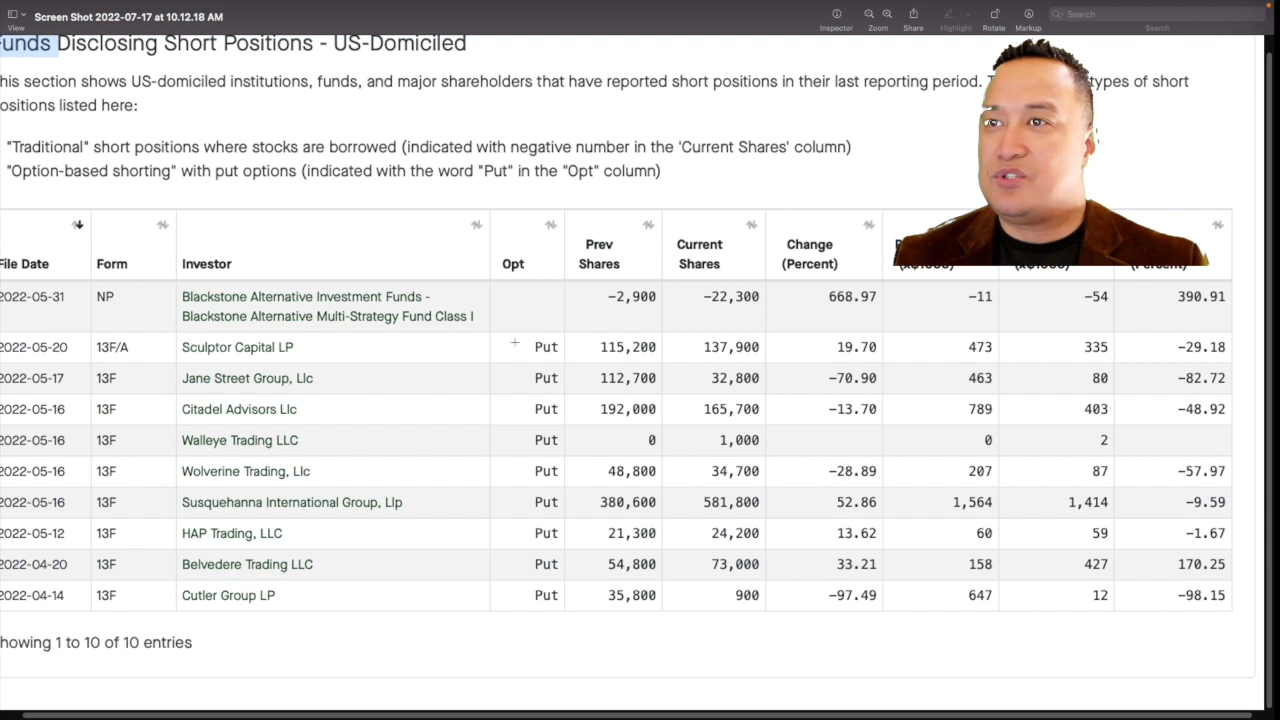 Screen Shot 2022-07-17 at 10.12.18 AM
View
Inspector Zoom Share Highlight Rotate Markup Search
Search
unds Disclosing Short Positions - US-Domiciled
his section shows US-domiciled institutions, funds, and major shareholders that have reported short positions in their last reporting period. types of short
ositions listed here:
"Traditional" short positions where stocks are borrowed (indicated with negative number in the 'Current Shares' column)
"Option-based shorting" with put options (indicated with the word "Put" in the "Opt" column)
File Date Form Investor Opt Prev Shares Current Shares Change (Percent) (Percent)
2022-05-31 NP Blackstone Alternative Investment Funds - -2,900 -22,300 668.97 -11 -54 390.91
Blackstone Alternative Multi-Strategy Fund Class I
2022-05-20 13F/A Sculptor Capital LP Put 115,200 137,900 19.70 473 335 -29.18
2022-05-17 13F Jane Street Group, Llc Put 112,700 32,800 -70.90 463 80 -82.72
2022-05-16 13F Citadel Advisors Llc Put 192,000 165,700 -13.70 789 403 -48.92
2022-05-16 13F Walleye Trading LLC Put 0 1,000 0 2
2022-05-16 13F Wolverine Trading, Llc Put 48,800 34,700 -28.89 207 87 -57.97
2022-05-16 13F Susquehanna International Group, Llp Put 380,600 581,800 52.86 1,564 1,414 -9.59
2022-05-12 13F HAP Trading, LLC Put 21,300 24,200 13.62 60 59 -1.67
2022-04-20 13F Belvedere Trading LLC Put 54,800 73,000 33.21 158 427 170.25
2022-04-14 13F Cutler Group LP Put 35,800 900 -97.49 647 12 -98.15
howing 1 to 10 of 10 entries